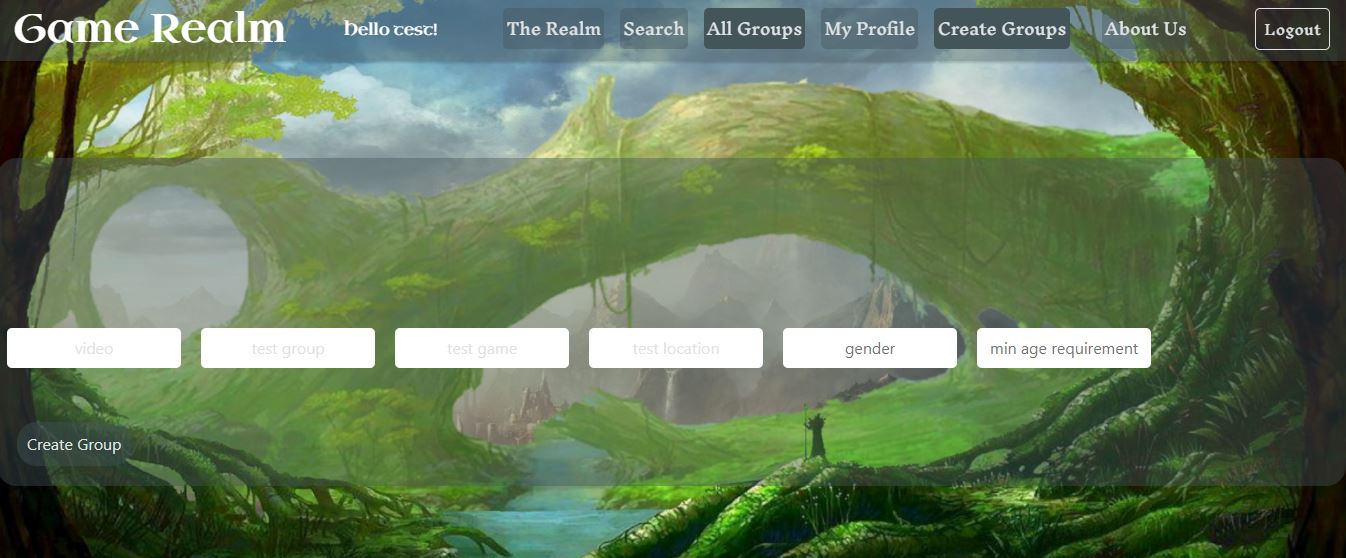 Game Realm Hello test! The Realm Search All Groups My Profile Create Groups About Us Logout
video test group test game test location gender min age requirement
Create Group